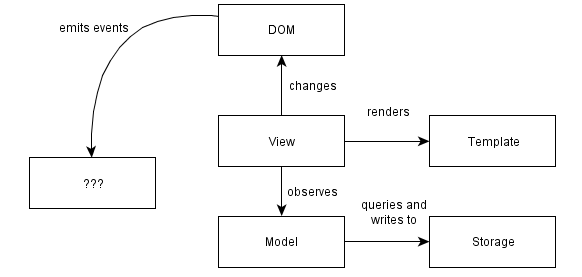 emits events
DOM
changes
renders
View
Template
???
observes
queries and
writes to
Model
Storage